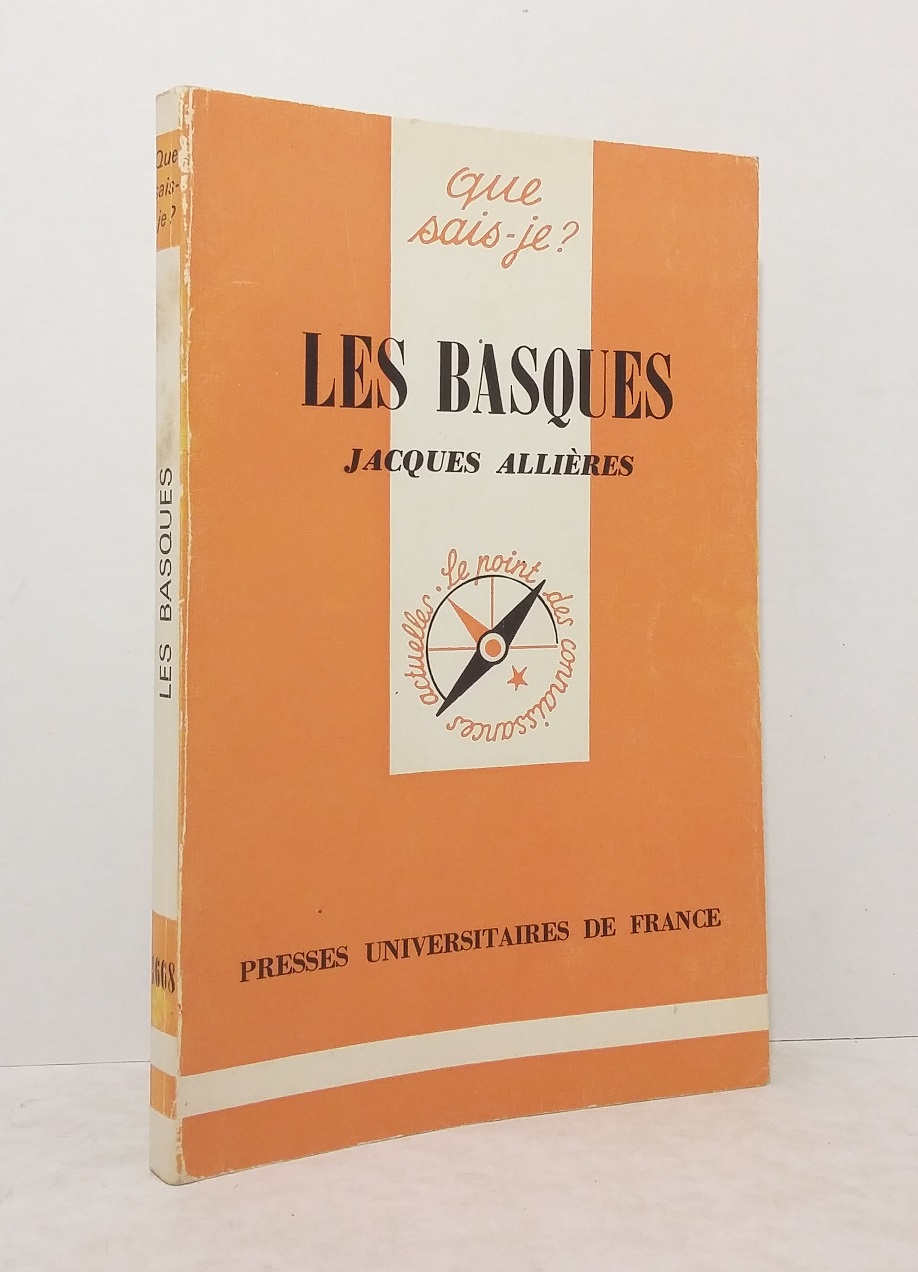 que
sais-je?
LES BASQUES
JACQUES ALLIÈRES
le point des connaissances actuelles.
PRESSES UNIVERSITAIRES DE FRANCE
Que
sais-
je?
LES BASQUES
1668